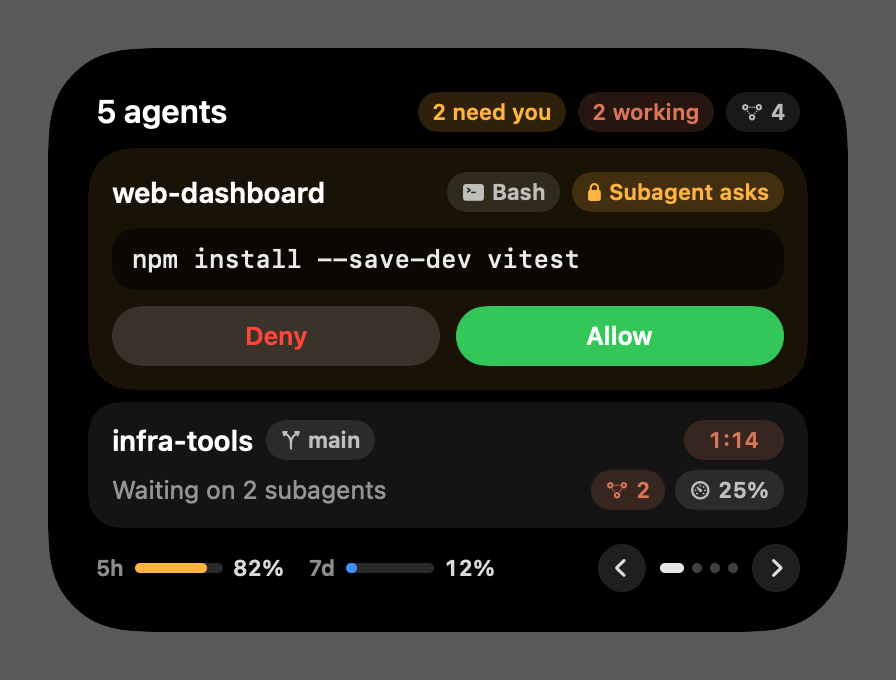 5 agents 2 need you 2 working 4
web-dashboard Bash Subagent asks
npm install --save-dev vitest
Deny Allow
infra-tools main 1:14
Waiting on 2 subagents 2 25%
5h 82% 7d 12%